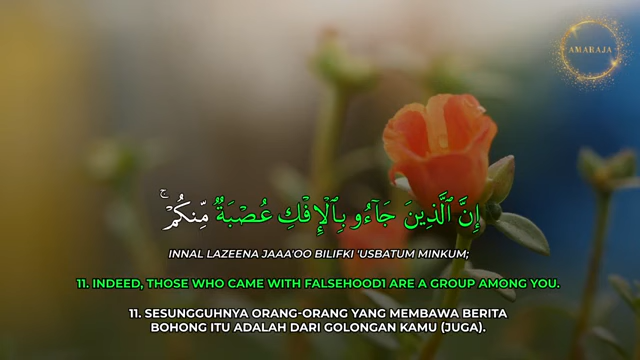 AMARAJA
إِنَّ ٱلَّذِينَ جَآءُو بِٱلْإِفْكِ عُصْبَةٌ مِّنكُمْ ۚ
INNAL LAZEENA JAAA'OO BILIFKI 'USBATUM MINKUM;
11. INDEED, THOSE WHO CAME WITH FALSEHOOD1 ARE A GROUP AMONG YOU.
11. SESUNGGUHNYA ORANG-ORANG YANG MEMBAWA BERITA
BOHONG ITU ADALAH DARI GOLONGAN KAMU (JUGA).